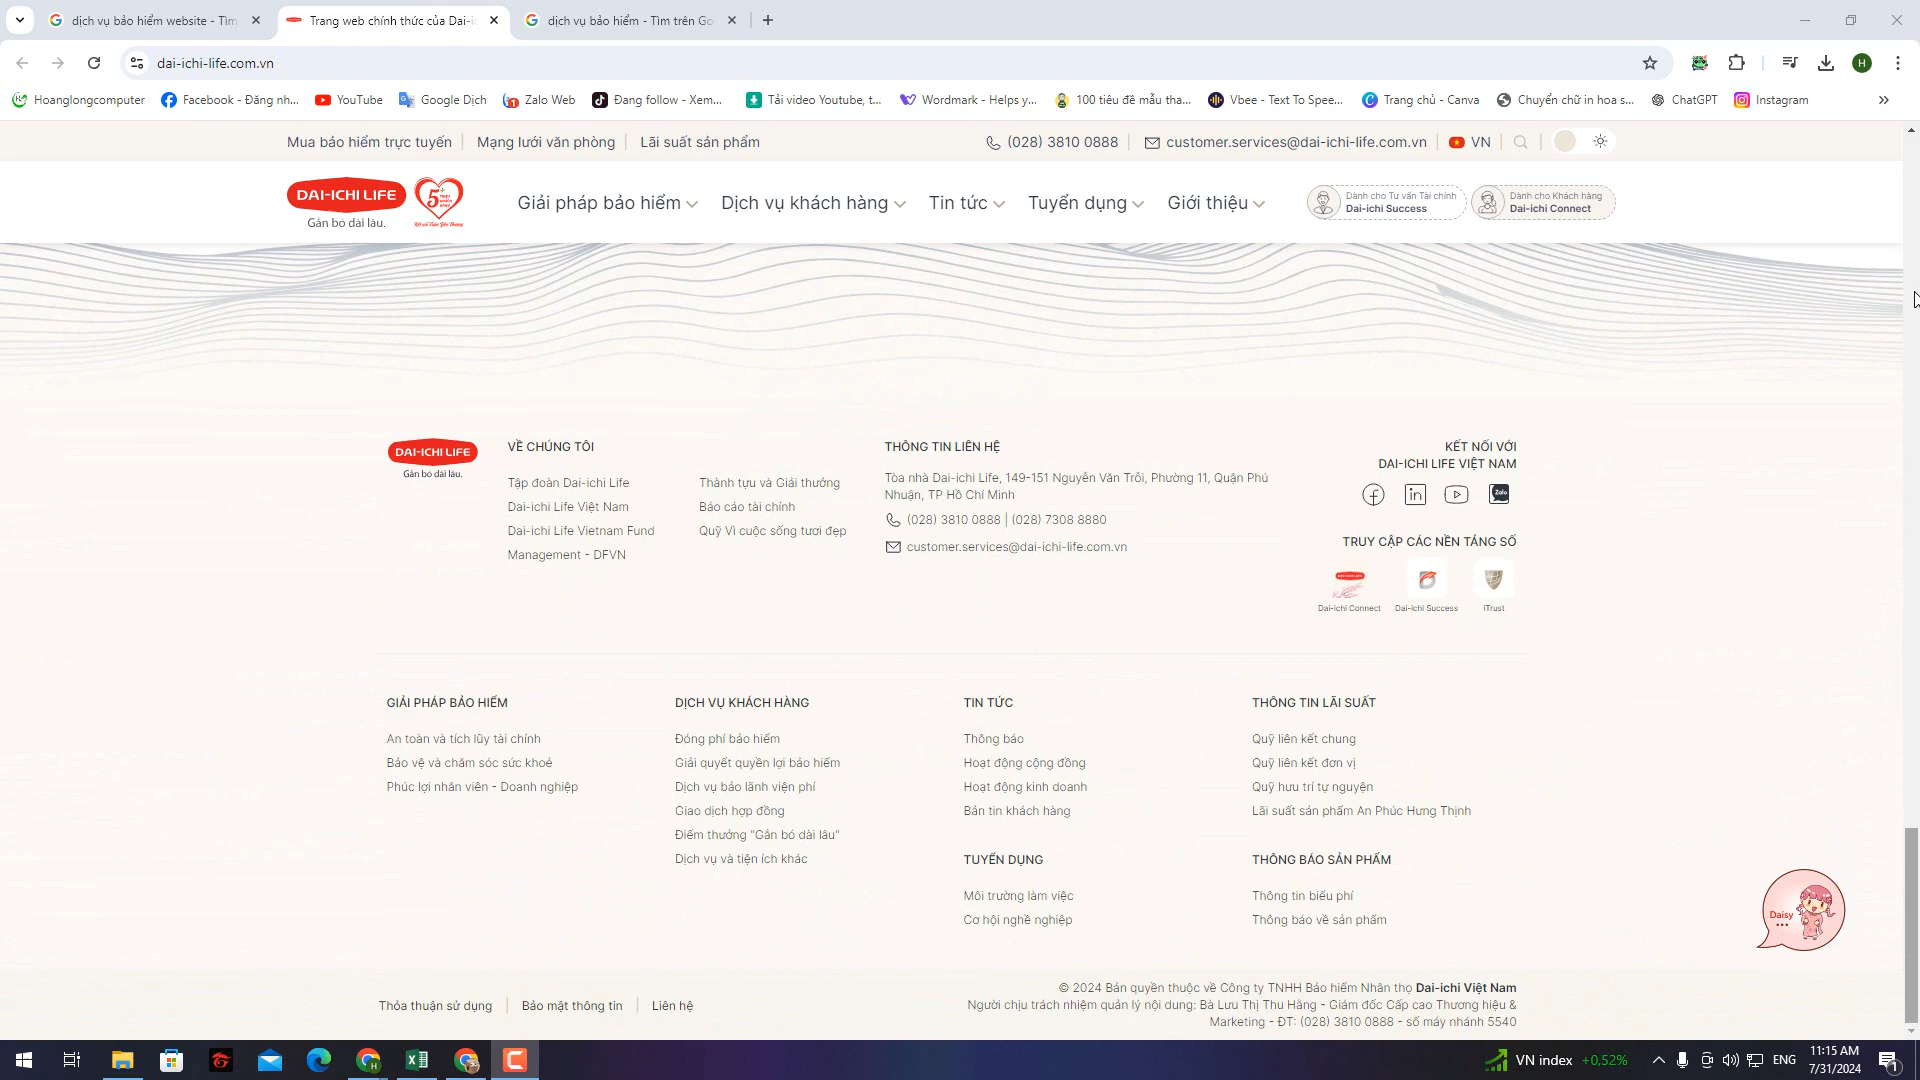 dịch vụ bảo hiểm website - Tìm
Trang web chính thức của Dai-i
dịch vụ bảo hiểm - Tìm trên Go
dai-ichi-life.com.vn
H
Hoanglongcomputer
Facebook - Đăng nh...
YouTube
Google Dịch
Zalo Web
Đang follow - Xem...
Tải video Youtube, t...
Wordmark - Helps y...
100 tiêu đề mẫu tha...
Vbee - Text To Spee...
Trang chủ - Canva
Chuyển chữ in hoa s...
ChatGPT
Instagram
Mua bảo hiểm trực tuyến
Mạng lưới văn phòng
Lãi suất sản phẩm
(028) 3810 0888
customer.services@dai-ichi-life.com.vn
VN
DAI-ICHI LIFE
Gắn bó dài lâu.
Giải pháp bảo hiểm
Dịch vụ khách hàng
Tin tức
Tuyển dụng
Giới thiệu
Dành cho Tư vấn Tài chính
Dai-ichi Success
Dành cho Khách hàng
Dai-ichi Connect
DAI-ICHI LIFE
Gắn bó dài lâu.
VỀ CHÚNG TÔI
Tập đoàn Dai-ichi Life
Dai-ichi Life Việt Nam
Dai-ichi Life Vietnam Fund
Management - DFVN
Thành tựu và Giải thưởng
Báo cáo tài chính
Quỹ Vì cuộc sống tươi đẹp
THÔNG TIN LIÊN HỆ
Tòa nhà Dai-ichi Life, 149-151 Nguyễn Văn Trỗi, Phường 11, Quận Phú
Nhuận, TP Hồ Chí Minh
(028) 3810 0888 | (028) 7308 8880
customer.services@dai-ichi-life.com.vn
KẾT NỐI VỚI
DAI-ICHI LIFE VIỆT NAM
Zalo
TRUY CẬP CÁC NỀN TẢNG SỐ
Dai-ichi Connect
Dai-ichi Success
iTrust
GIẢI PHÁP BẢO HIỂM
An toàn và tích lũy tài chính
Bảo vệ và chăm sóc sức khoẻ
Phúc lợi nhân viên - Doanh nghiệp
DỊCH VỤ KHÁCH HÀNG
Đóng phí bảo hiểm
Giải quyết quyền lợi bảo hiểm
Dịch vụ bảo lãnh viện phí
Giao dịch hợp đồng
Điểm thưởng "Gắn bó dài lâu"
Dịch vụ và tiện ích khác
TIN TỨC
Thông báo
Hoạt động cộng đồng
Hoạt động kinh doanh
Bản tin khách hàng
TUYỂN DỤNG
Môi trường làm việc
Cơ hội nghề nghiệp
THÔNG TIN LÃI SUẤT
Quỹ liên kết chung
Quỹ liên kết đơn vị
Quỹ hưu trí tự nguyện
Lãi suất sản phẩm An Phúc Hưng Thịnh
THÔNG BÁO SẢN PHẨM
Thông tin biểu phí
Thông báo về sản phẩm
Daisy
Thỏa thuận sử dụng
Bảo mật thông tin
Liên hệ
© 2024 Bản quyền thuộc về Công ty TNHH Bảo hiểm Nhân thọ Dai-ichi Việt Nam
Người chịu trách nhiệm quản lý nội dung: Bà Lưu Thị Thu Hằng - Giám đốc Cấp cao Thương hiệu &
Marketing - ĐT: (028) 3810 0888 - số máy nhánh 5540
VN index +0,52%
ENG
11:15 AM
7/31/2024
1